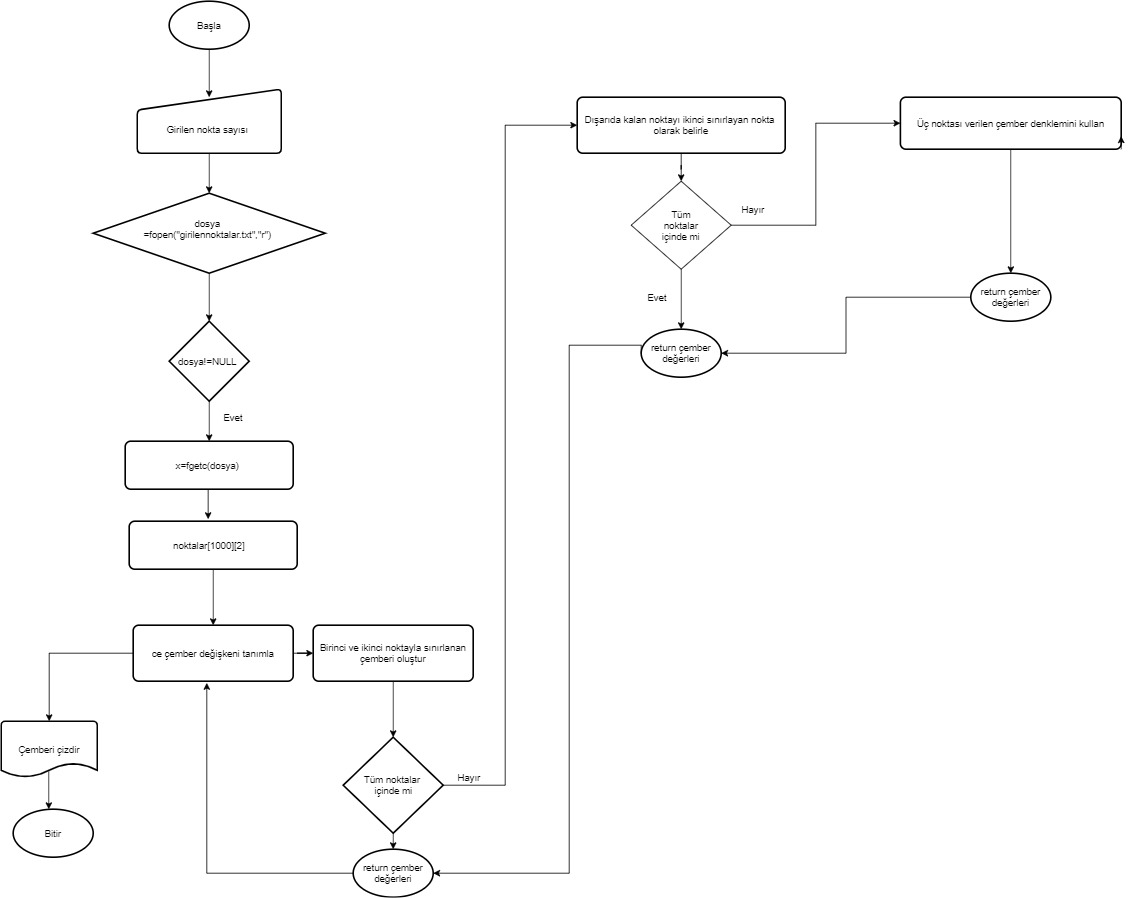 Başla
Girilen nokta sayısı
dosya
=fopen("girilennoktalar.txt","r")
dosya!=NULL
Evet
x=fgetc(dosya)
noktalar[1000][2]
ce çember değişkeni tanımla
Çemberi çizdir
Bitir
Birinci ve ikinci noktayla sınırlanan
çemberi oluştur
Tüm noktalar
içinde mi
Hayır
return çember
değerleri
Dışarıda kalan noktayı ikinci sınırlayan nokta
olarak belirle
Tüm
noktalar
içinde mi
Hayır
Evet
return çember
değerleri
Üç noktası verilen çember denklemini kullan
return çember
değerleri